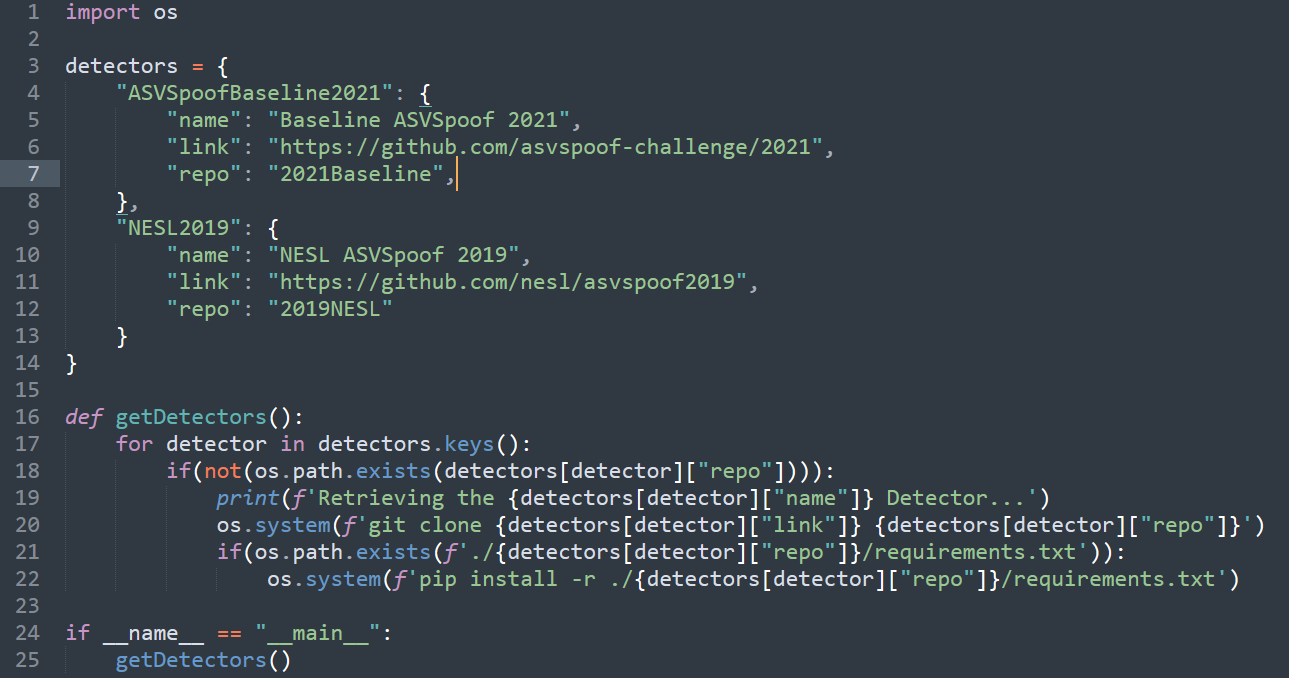 1 import os
2
3 detectors = {
4     "ASVSpoofBaseline2021": {
5         "name": "Baseline ASVSpoof 2021",
6         "link": "https://github.com/asvspoof-challenge/2021",
7         "repo": "2021Baseline",
8     },
9     "NESL2019": {
10         "name": "NESL ASVSpoof 2019",
11         "link": "https://github.com/nesl/asvspoof2019",
12         "repo": "2019NESL"
13     }
14 }
15
16 def getDetectors():
17     for detector in detectors.keys():
18         if(not(os.path.exists(detectors[detector]["repo"]))):
19             print(f'Retrieving the {detectors[detector]["name"]} Detector...')
20             os.system(f'git clone {detectors[detector]["link"]} {detectors[detector]["repo"]}')
21             if(os.path.exists(f'./{detectors[detector]["repo"]}/requirements.txt')):
22                 os.system(f'pip install -r ./{detectors[detector]["repo"]}/requirements.txt')
23
24 if __name__ == "__main__":
25     getDetectors()